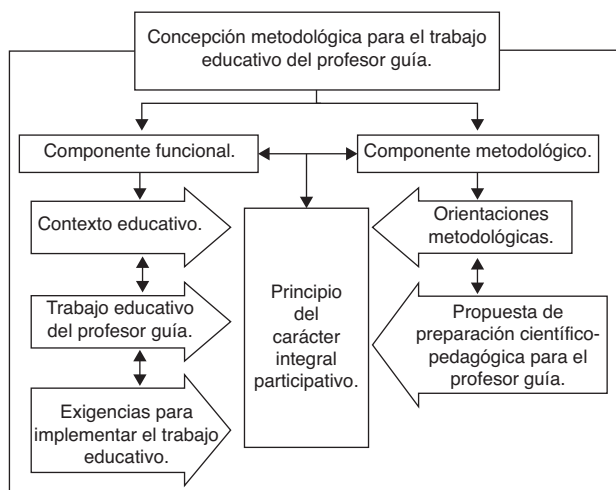 Concepción metodológica para el trabajo
educativo del profesor guía.
Componente funcional.
Componente metodológico.
Contexto educativo.
Orientaciones
metodológicas.
Trabajo educativo
del profesor guía.
Principio
del
carácter
integral
participativo.
Propuesta de
preparación científico-
pedagógica para el
profesor guía.
Exigencias para
implementar el trabajo
educativo.